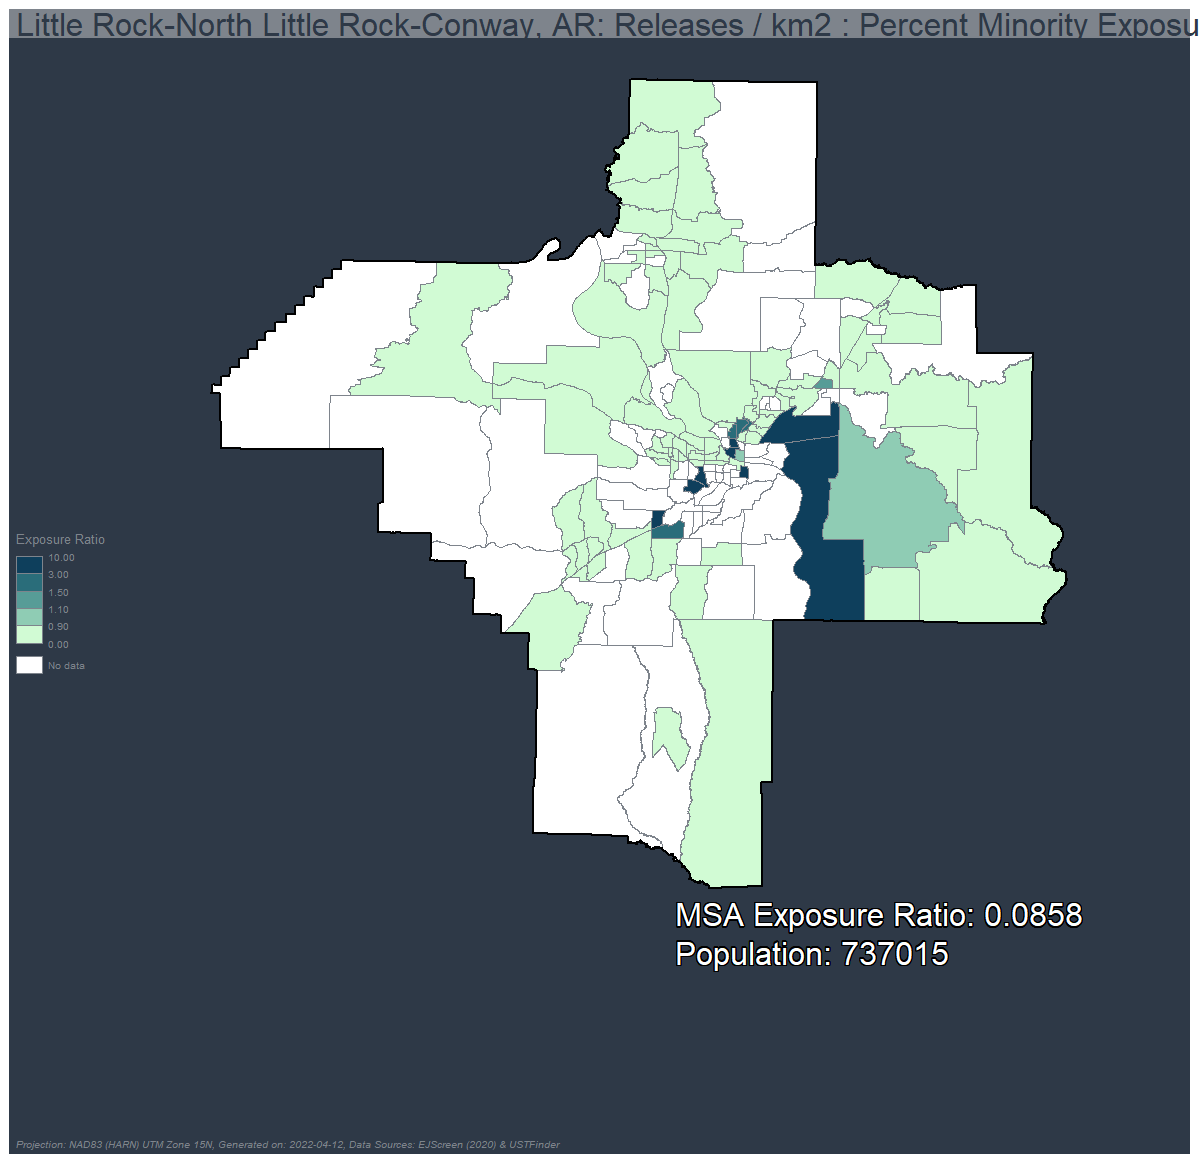 Little Rock-North Little Rock-Conway, AR: Releases / km2 : Percent Minority Exposu
Exposure Ratio
10.00
3.00
1.50
1.10
0.90
0.00
No data
MSA Exposure Ratio: 0.0858
Population: 737015
Projection: NAD83 (HARN) UTM Zone 15N, Generated on: 2022-04-12, Data Sources: EJScreen (2020) & USTFinder